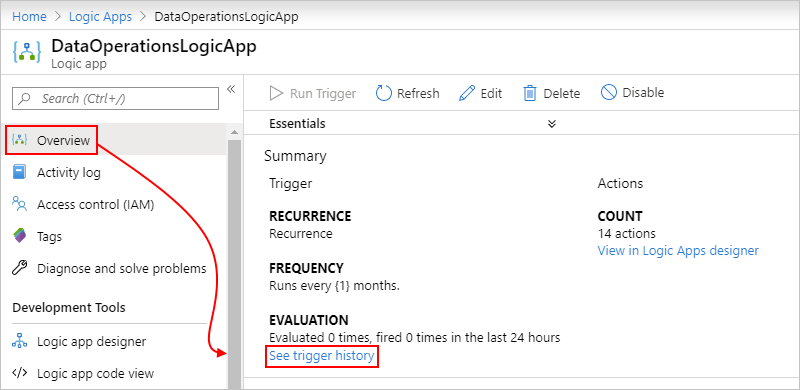 Home > Logic Apps > DataOperationsLogicApp
DataOperationsLogicApp
Logic app
Search (Ctrl+/)
Overview
Activity log
Access control (IAM)
Tags
Diagnose and solve problems
Development Tools
Logic app designer
Logic app code view
Run Trigger Refresh Edit Delete Disable
Essentials
Summary
Trigger
RECURRENCE
Recurrence
FREQUENCY
Runs every {1} months.
EVALUATION
Evaluated 0 times, fired 0 times in the last 24 hours
See trigger history
Actions
COUNT
14 actions
View in Logic Apps designer